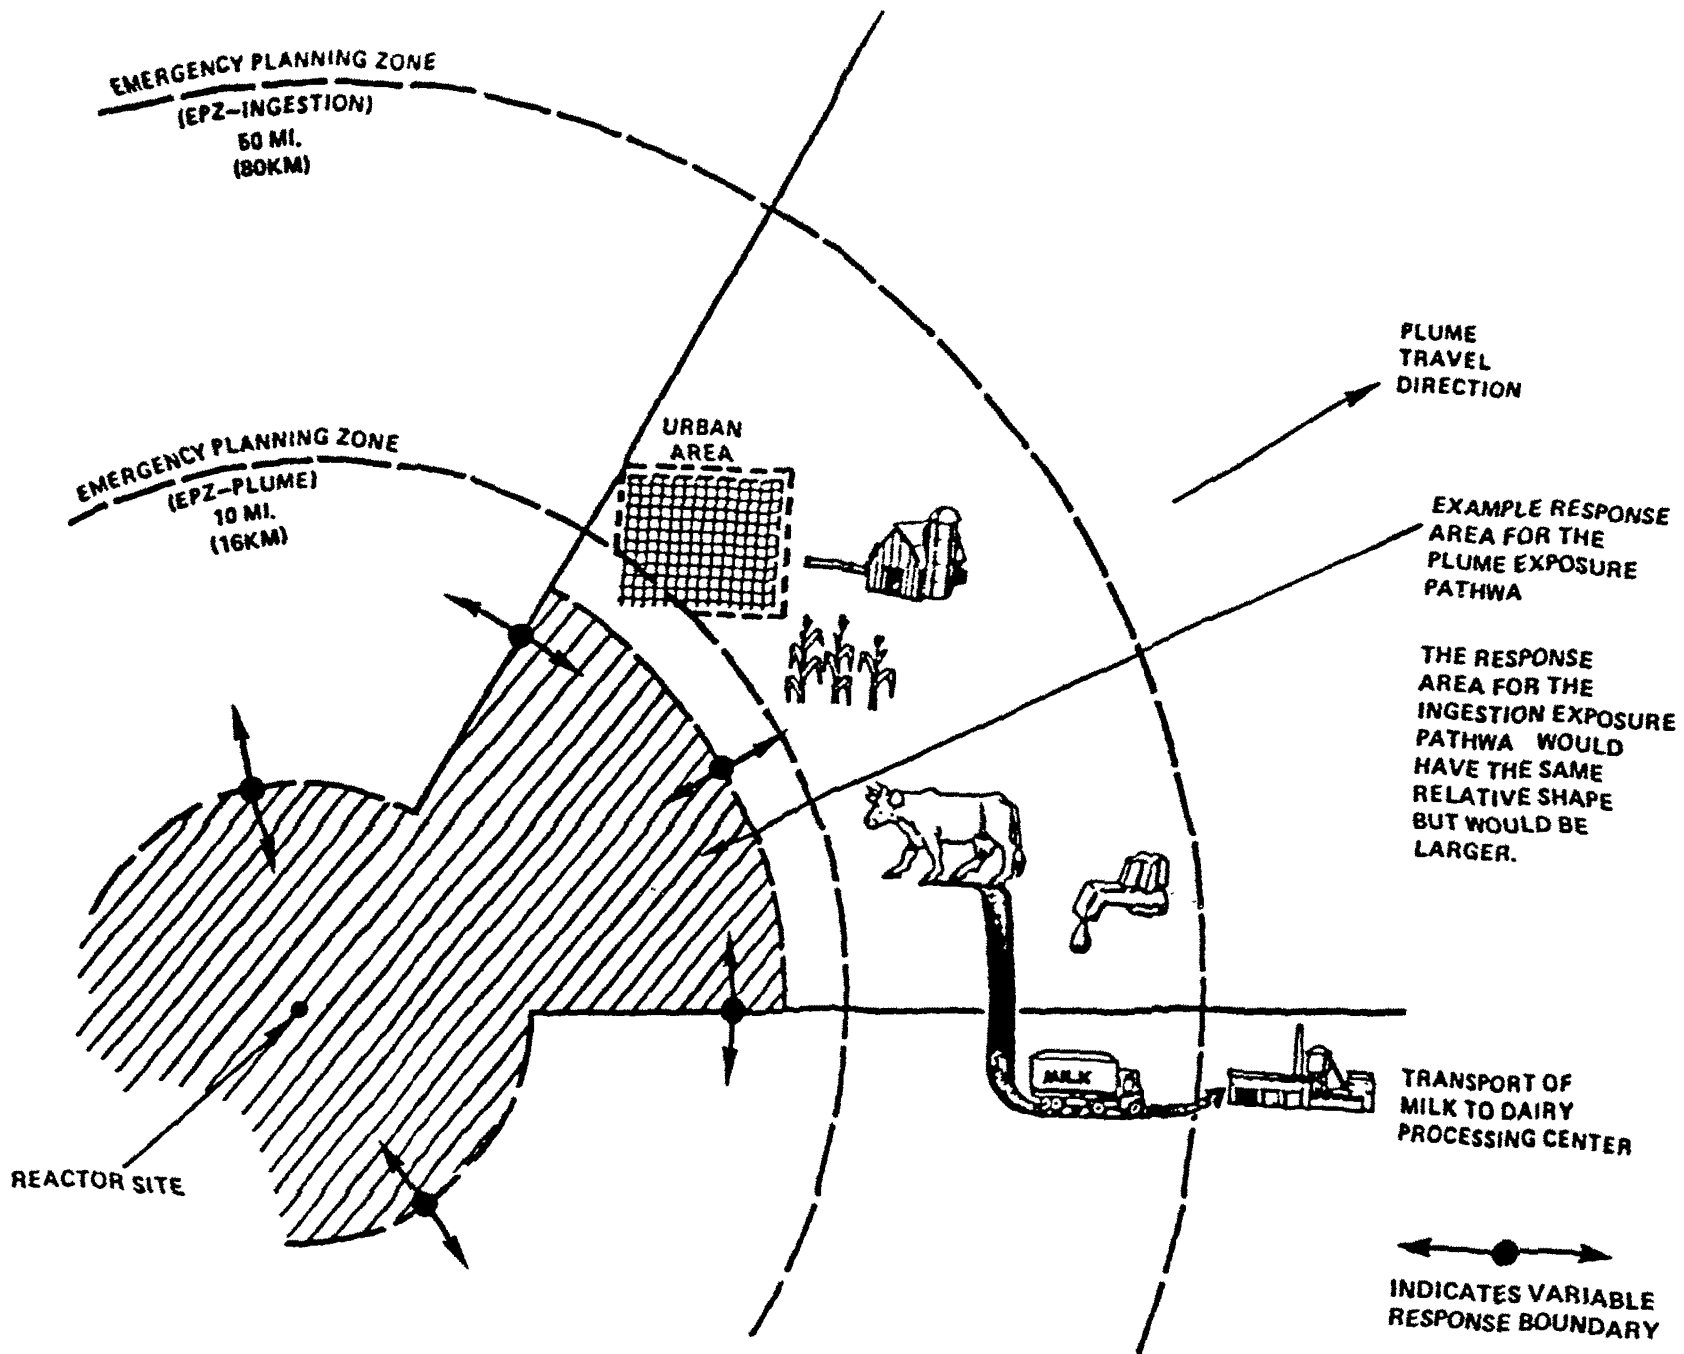 EMERGENCY PLANNING ZONE
(EPZ–INGESTION)
50 MI.
(80KM)
EMERGENCY PLANNING ZONE
(EPZ–PLUME)
10 MI.
(16KM)
URBAN
AREA
PLUME
TRAVEL
DIRECTION
EXAMPLE RESPONSE
AREA FOR THE
PLUME EXPOSURE
PATHWA
THE RESPONSE
AREA FOR THE
INGESTION EXPOSURE
PATHWA WOULD
HAVE THE SAME
RELATIVE SHAPE
BUT WOULD BE
LARGER.
MILK
TRANSPORT OF
MILK TO DAIRY
PROCESSING CENTER
REACTOR SITE
INDICATES VARIABLE
RESPONSE BOUNDARY